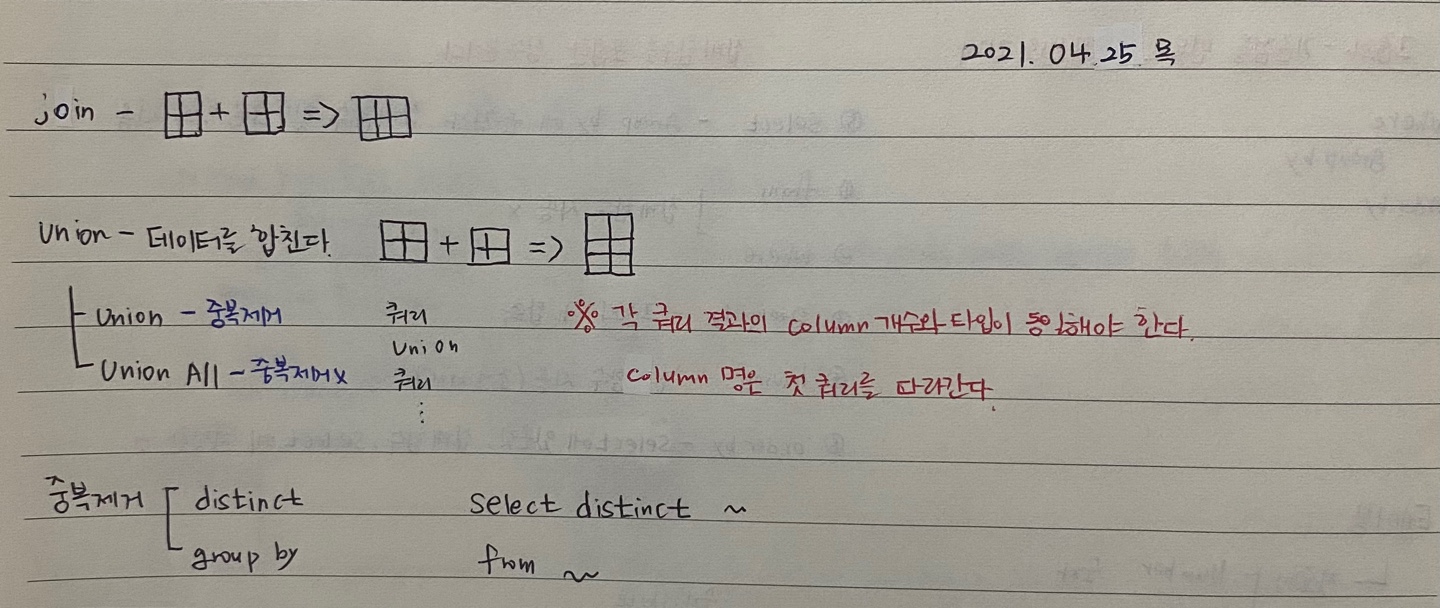 2021. 04. 25. 목
join - + =>
Union - 데이터를 합친다. + =>
Union - 중복제거 쿼리 ※ 각 쿼리 결과의 column 개수와 타입이 동일해야 한다.
Union
Union All - 중복제거x 쿼리 column 명은 첫 쿼리를 따라간다.
⋮
중복제거 distinct select distinct ~
group by from ~